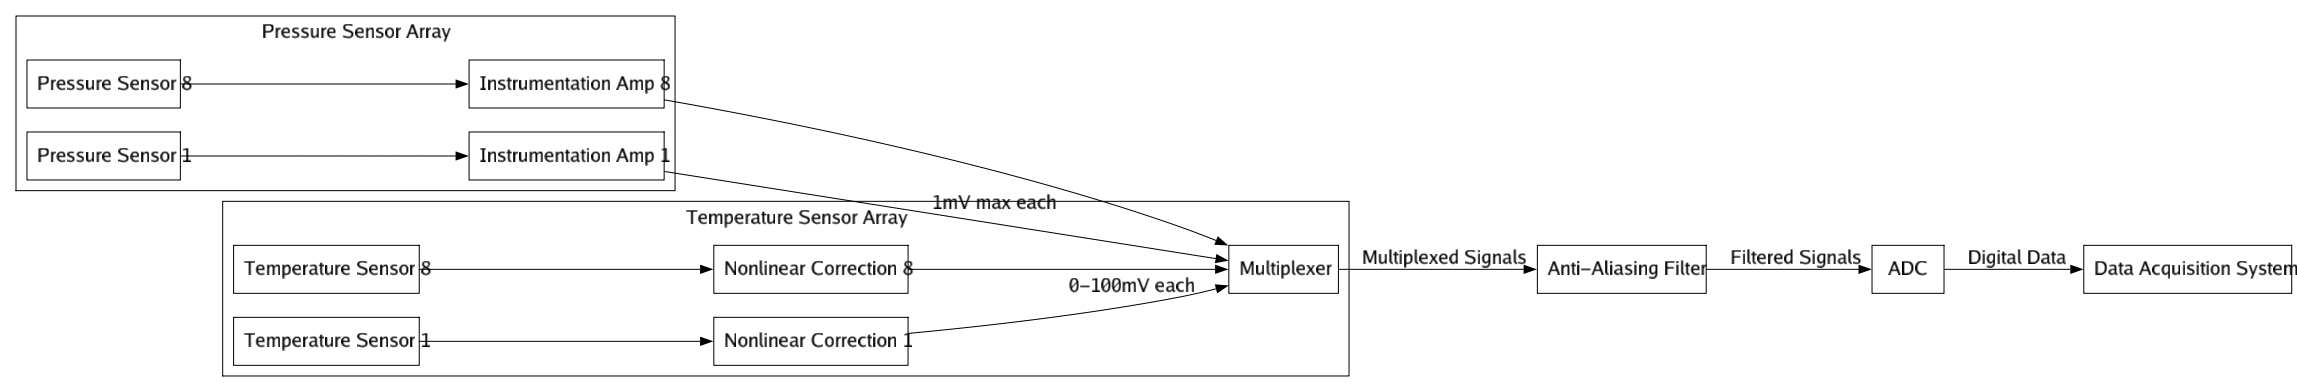 Pressure Sensor Array
Pressure Sensor 8
Instrumentation Amp 8
Pressure Sensor 1
Instrumentation Amp 1
1mV max each
Temperature Sensor Array
Temperature Sensor 8
Nonlinear Correction 8
0-100mV each
Multiplexer
Multiplexed Signals
Anti-Aliasing Filter
Filtered Signals
ADC
Digital Data
Data Acquisition System
Temperature Sensor 1
Nonlinear Correction 1